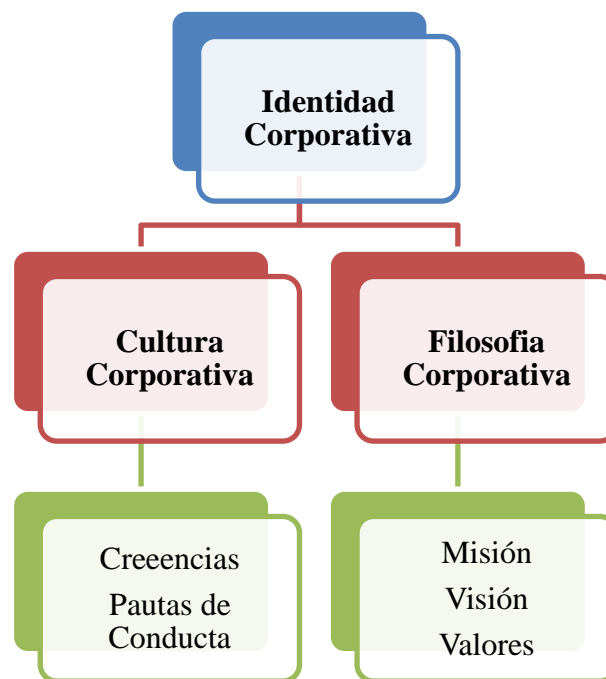 Identidad
Corporativa
Cultura
Corporativa
Filosofia
Corporativa
Creeencias
Pautas de
Conducta
Misión
Visión
Valores